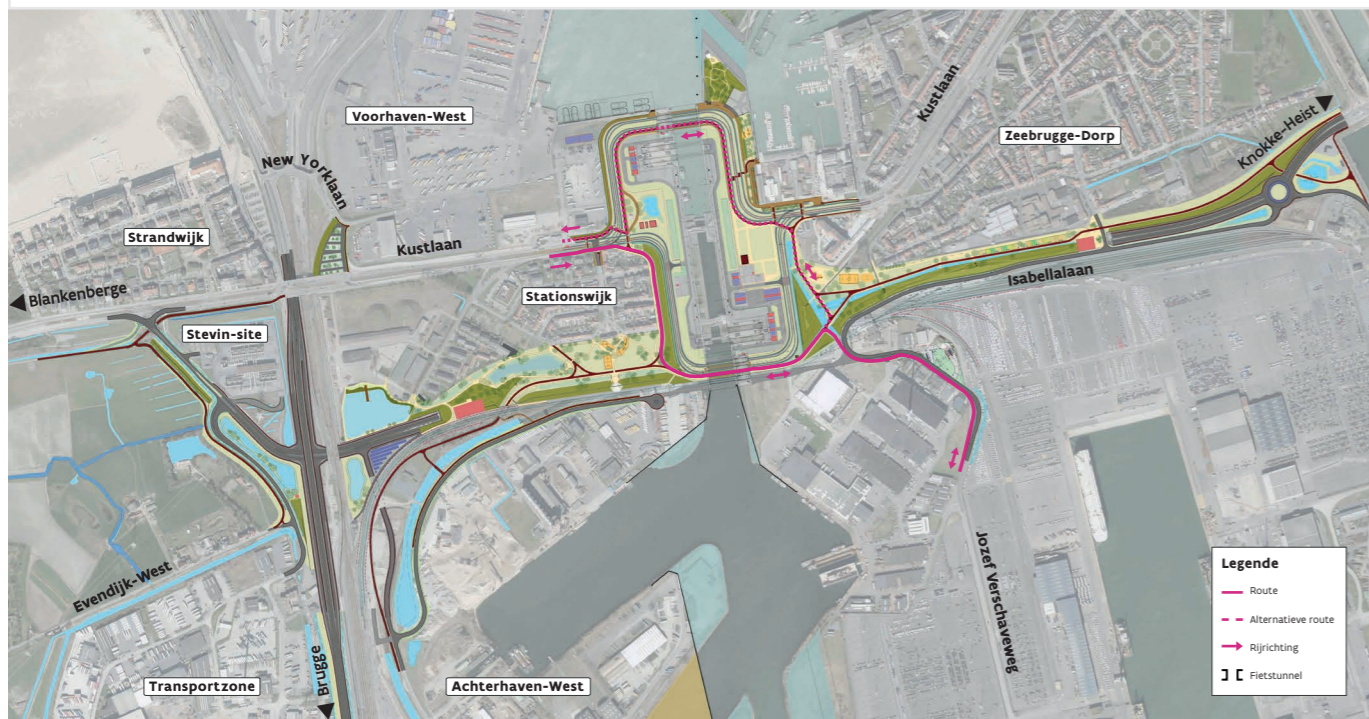 Voorhaven-West
Kustlaan
Zeebrugge-Dorp
Knokke-Heist
New Yorklaan
Strandwijk
Kustlaan
Blankenberge
Stationswijk
Isabellalaan
Stevin-site
Evendijk-West
Jozef Verschaveweg
Transportzone
Brugge
Achterhaven-West
Legende
Route
Alternatieve route
Rijrichting
Fietstunnel